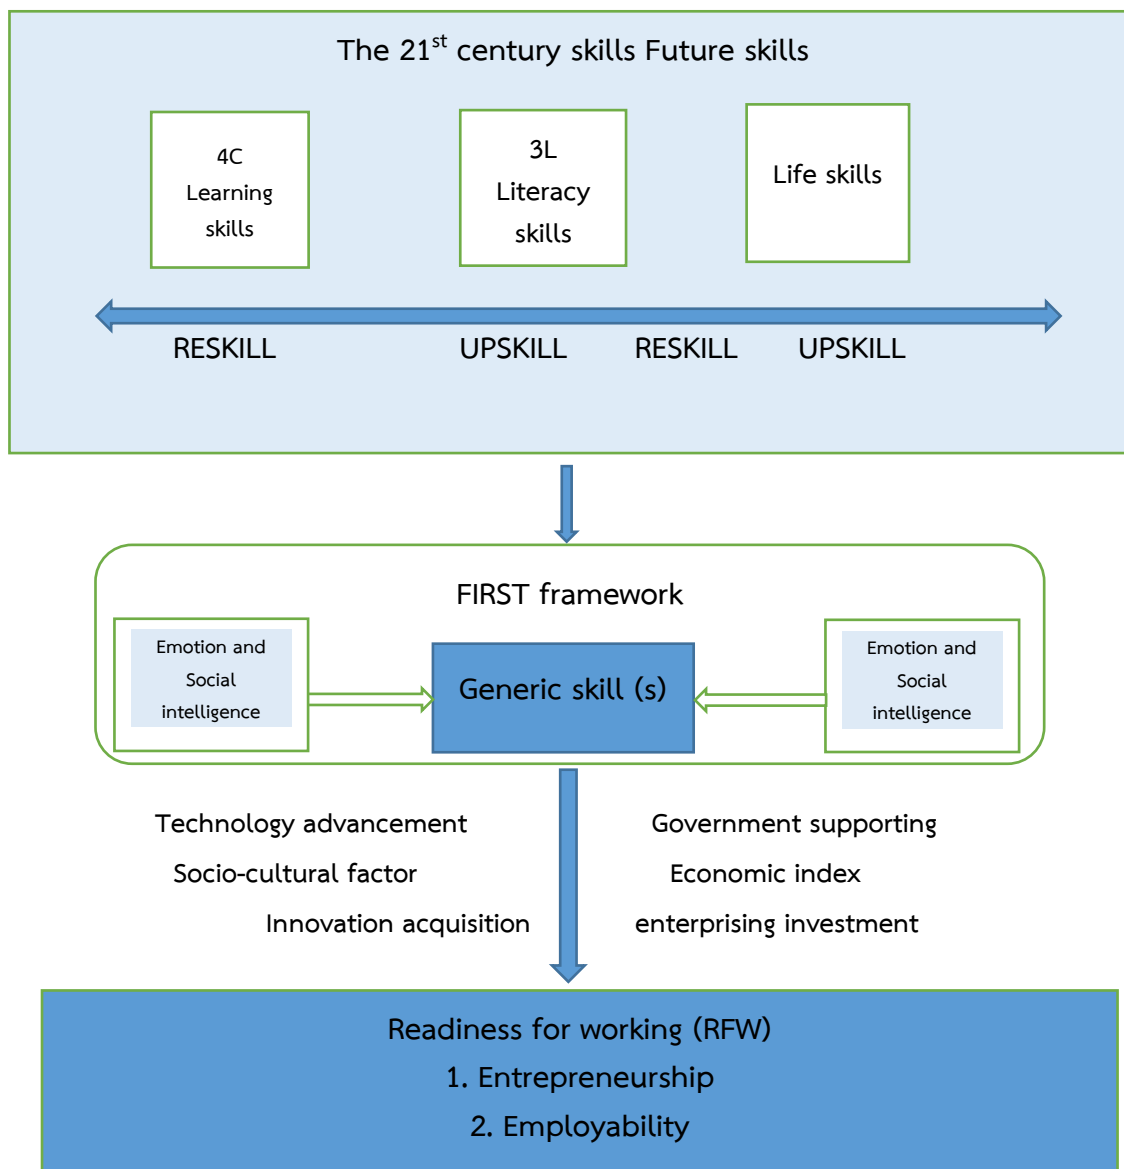 The 21st century skills Future skills
4C
Learning
skills
3L
Literacy
skills
Life skills
RESKILL UPSKILL RESKILL UPSKILL
FIRST framework
Emotion and
Social
intelligence
Generic skill (s)
Emotion and
Social
intelligence
Technology advancement
Government supporting
Socio-cultural factor
Economic index
Innovation acquisition
enterprising investment
Readiness for working (RFW)
1. Entrepreneurship
2. Employability